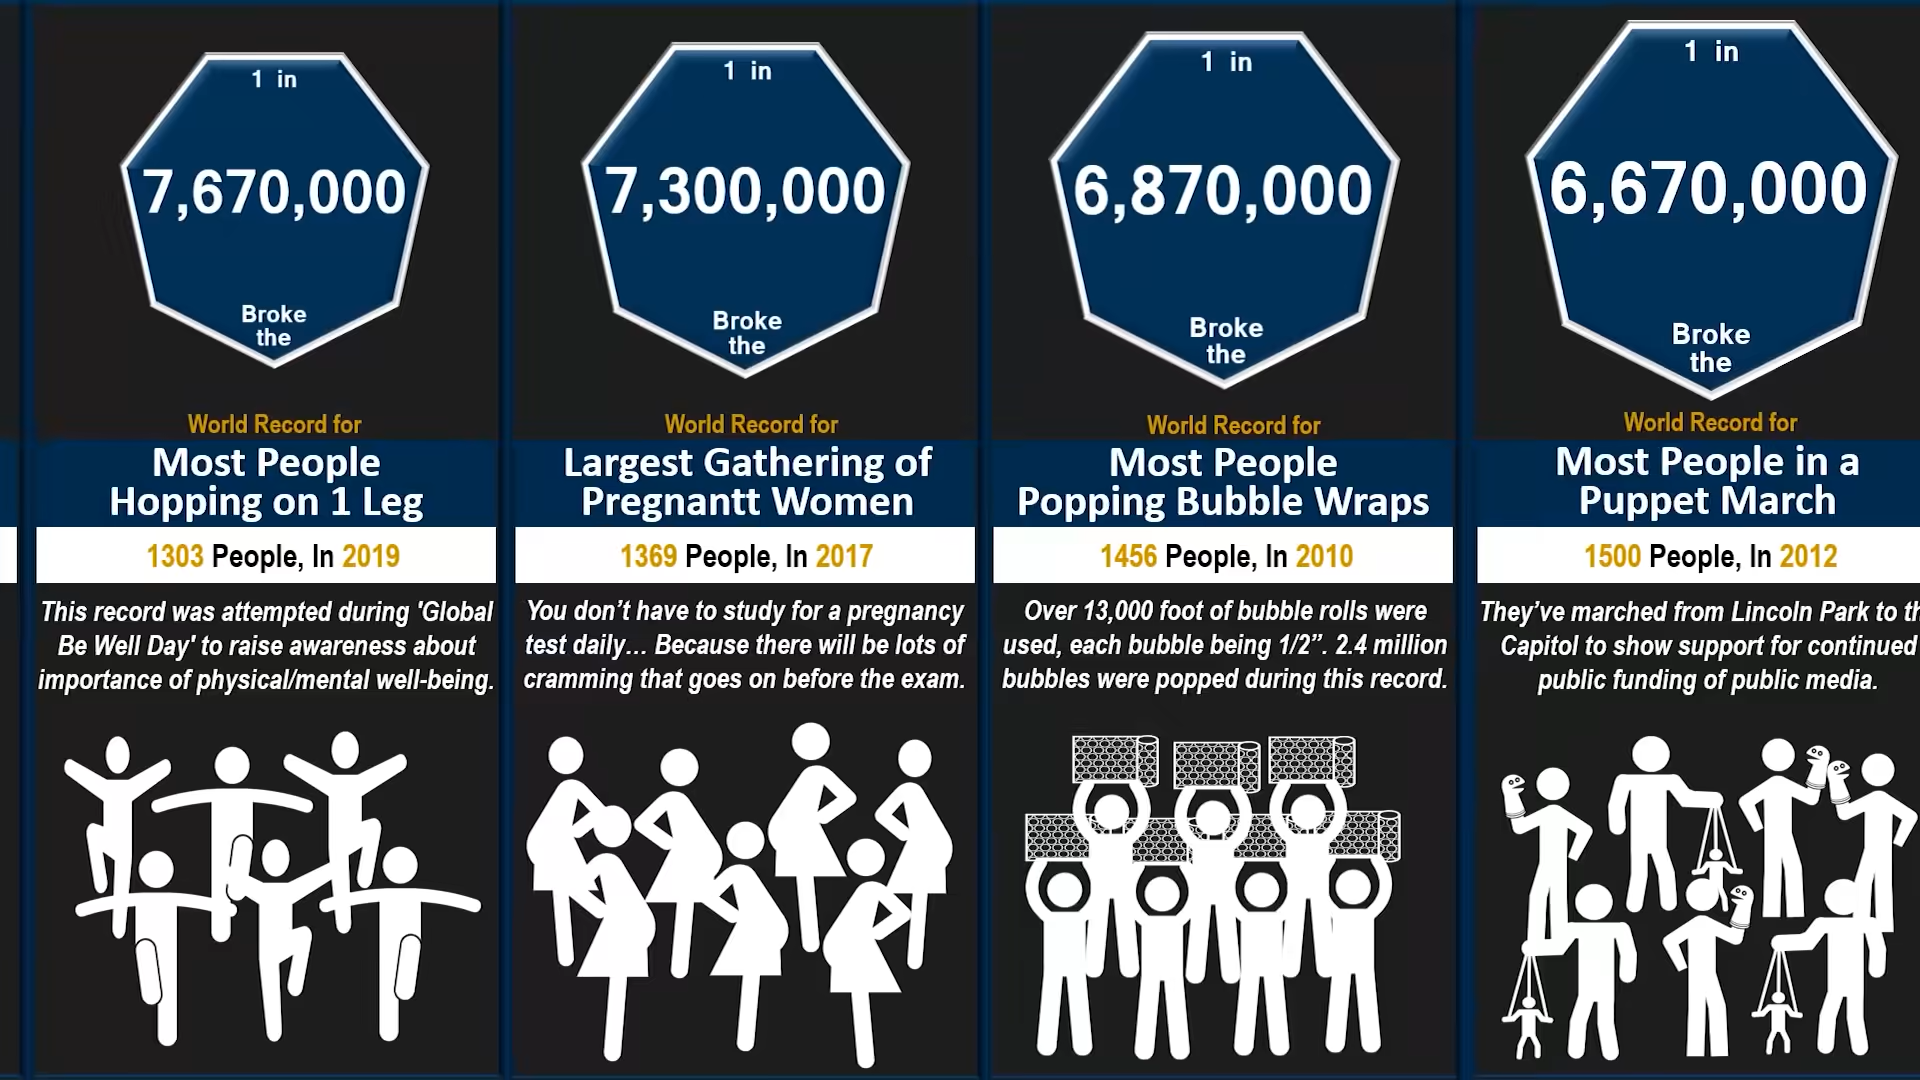 1 in
7,670,000
Broke
the
World Record for
Most People
Hopping on 1 Leg
1303 People, In 2019
This record was attempted during 'Global
Be Well Day' to raise awareness about
importance of physical/mental well-being.
1 in
7,300,000
Broke
the
World Record for
Largest Gathering of
Pregnantt Women
1369 People, In 2017
You don’t have to study for a pregnancy
test daily... Because there will be lots of
cramming that goes on before the exam.
1 in
6,870,000
Broke
the
World Record for
Most People
Popping Bubble Wraps
1456 People, In 2010
Over 13,000 foot of bubble rolls were
used, each bubble being 1/2”. 2.4 million
bubbles were popped during this record.
1 in
6,670,000
Broke
the
World Record for
Most People in a
Puppet March
1500 People, In 2012
They’ve marched from Lincoln Park to th
Capitol to show support for continued
public funding of public media.